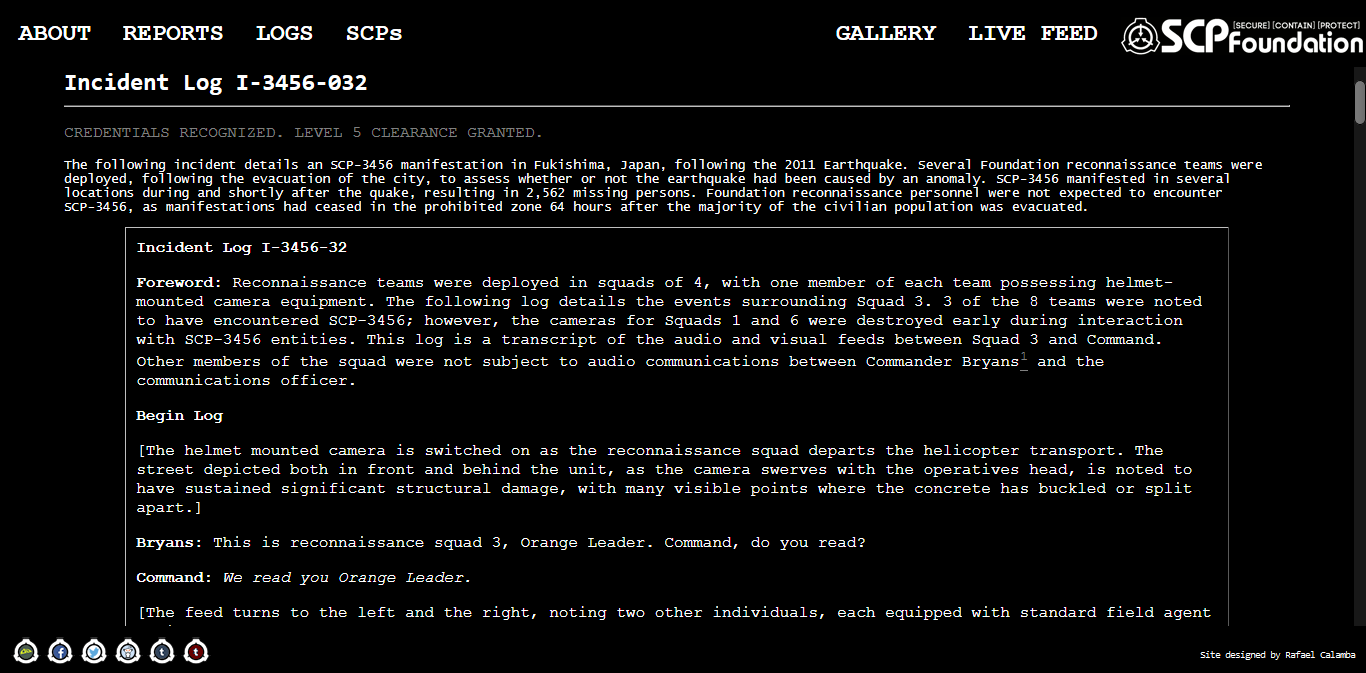 ABOUT REPORTS LOGS SCPs GALLERY LIVE FEED
[SECURE] [CONTAIN] [PROTECT]
SCP Foundation
Incident Log I-3456-032
CREDENTIALS RECOGNIZED. LEVEL 5 CLEARANCE GRANTED.
The following incident details an SCP-3456 manifestation in Fukishima, Japan, following the 2011 Earthquake. Several Foundation reconnaissance teams were
deployed, following the evacuation of the city, to assess whether or not the earthquake had been caused by an anomaly. SCP-3456 manifested in several
locations during and shortly after the quake, resulting in 2,562 missing persons. Foundation reconnaissance personnel were not expected to encounter
SCP-3456, as manifestations had ceased in the prohibited zone 64 hours after the majority of the civilian population was evacuated.
Incident Log I-3456-32
Foreword: Reconnaissance teams were deployed in squads of 4, with one member of each team possessing helmet-
mounted camera equipment. The following log details the events surrounding Squad 3. 3 of the 8 teams were noted
to have encountered SCP-3456; however, the cameras for Squads 1 and 6 were destroyed early during interaction
with SCP-3456 entities. This log is a transcript of the audio and visual feeds between Squad 3 and Command.
Other members of the squad were not subject to audio communications between Commander Bryans1 and the
communications officer.
Begin Log
[The helmet mounted camera is switched on as the reconnaissance squad departs the helicopter transport. The
street depicted both in front and behind the unit, as the camera swerves with the operatives head, is noted to
have sustained significant structural damage, with many visible points where the concrete has buckled or split
apart.]
Bryans: This is reconnaissance squad 3, Orange Leader. Command, do you read?
Command: We read you Orange Leader.
[The feed turns to the left and the right, noting two other individuals, each equipped with standard field agent
Site designed by Rafael Calamba